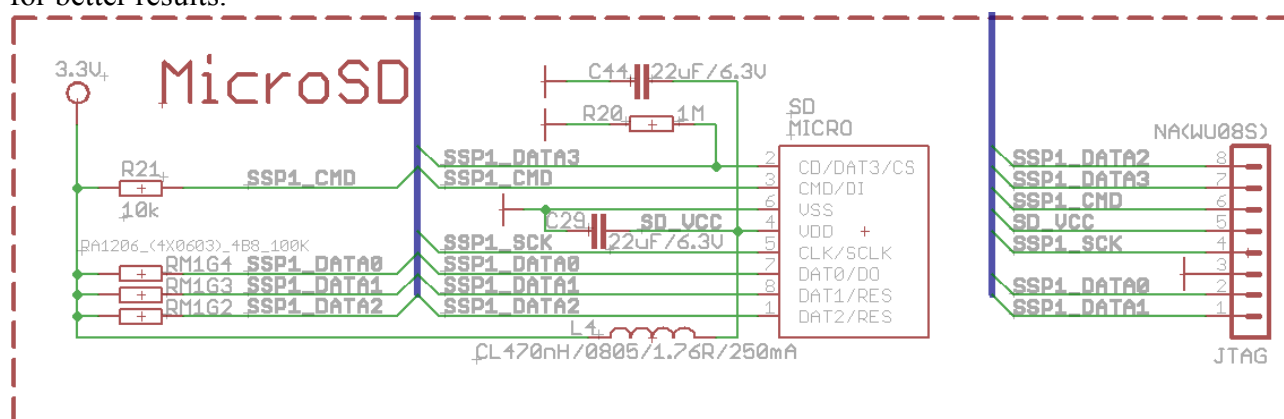 for better results.
3.3V
MicroSD
C44 22uF/6.3V
R20 1M
SD
MICRO
NA(WU08S)
R21
10k
SSP1_CMD
SSP1_DATA3
SSP1_CMD
2 CD/DAT3/CS
3 CMD/DI
6 VSS
4 VDD
5 CLK/SCLK
7 DAT0/DO
8 DAT1/RES
1 DAT2/RES
C29 SD_VCC
22uF/6.3V
RA1206_(4X0603)_4B8_100K
RM1G4 SSP1_DATA0
RM1G3 SSP1_DATA1
RM1G2 SSP1_DATA2
SSP1_SCK
SSP1_DATA0
SSP1_DATA1
SSP1_DATA2
L4
CL470nH/0805/1.76R/250mA
SSP1_DATA2 8
SSP1_DATA3 7
SSP1_CMD 6
SD_VCC 5
SSP1_SCK 4
3
SSP1_DATA0 2
SSP1_DATA1 1
JTAG